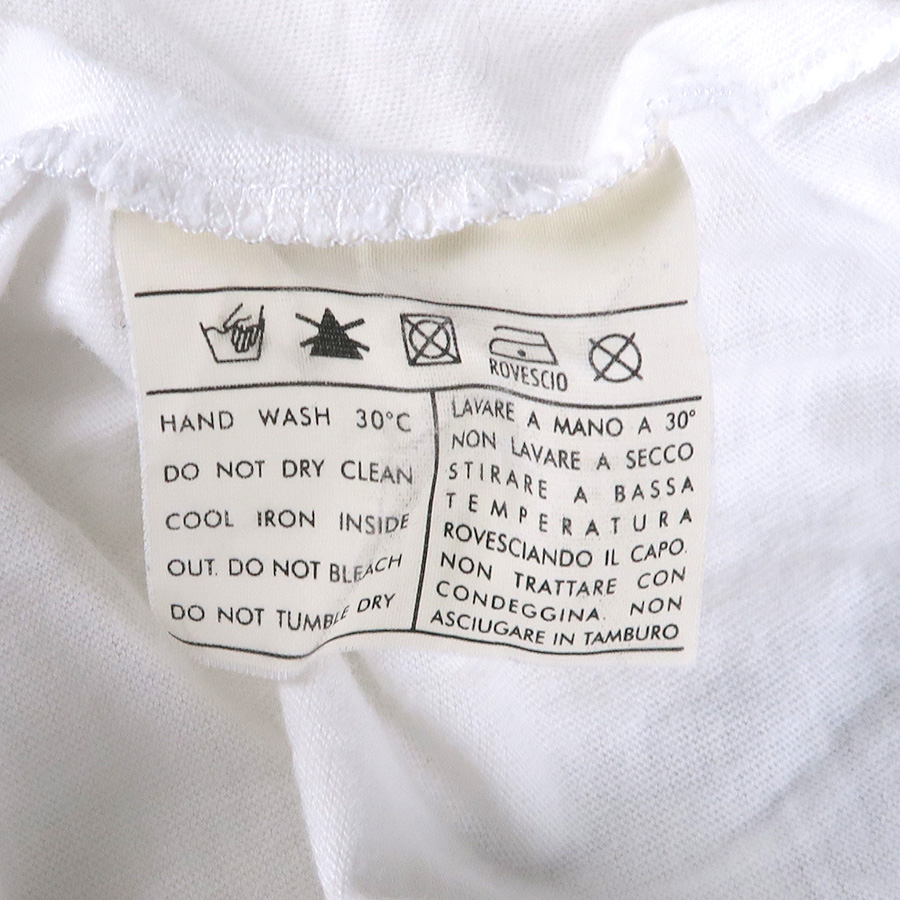 ROVESCIO
HAND WASH 30°C
DO NOT DRY CLEAN
COOL IRON INSIDE
OUT. DO NOT BLEACH
DO NOT TUMBLE DRY
LAVARE A MANO A 30°
NON LAVARE A SECCO
STIRARE A BASSA
TEMPERATURA
ROVESCIANDO IL CAPO.
NON TRATTARE CON
CONDEGGINA. NON
ASCIUGARE IN TAMBURO